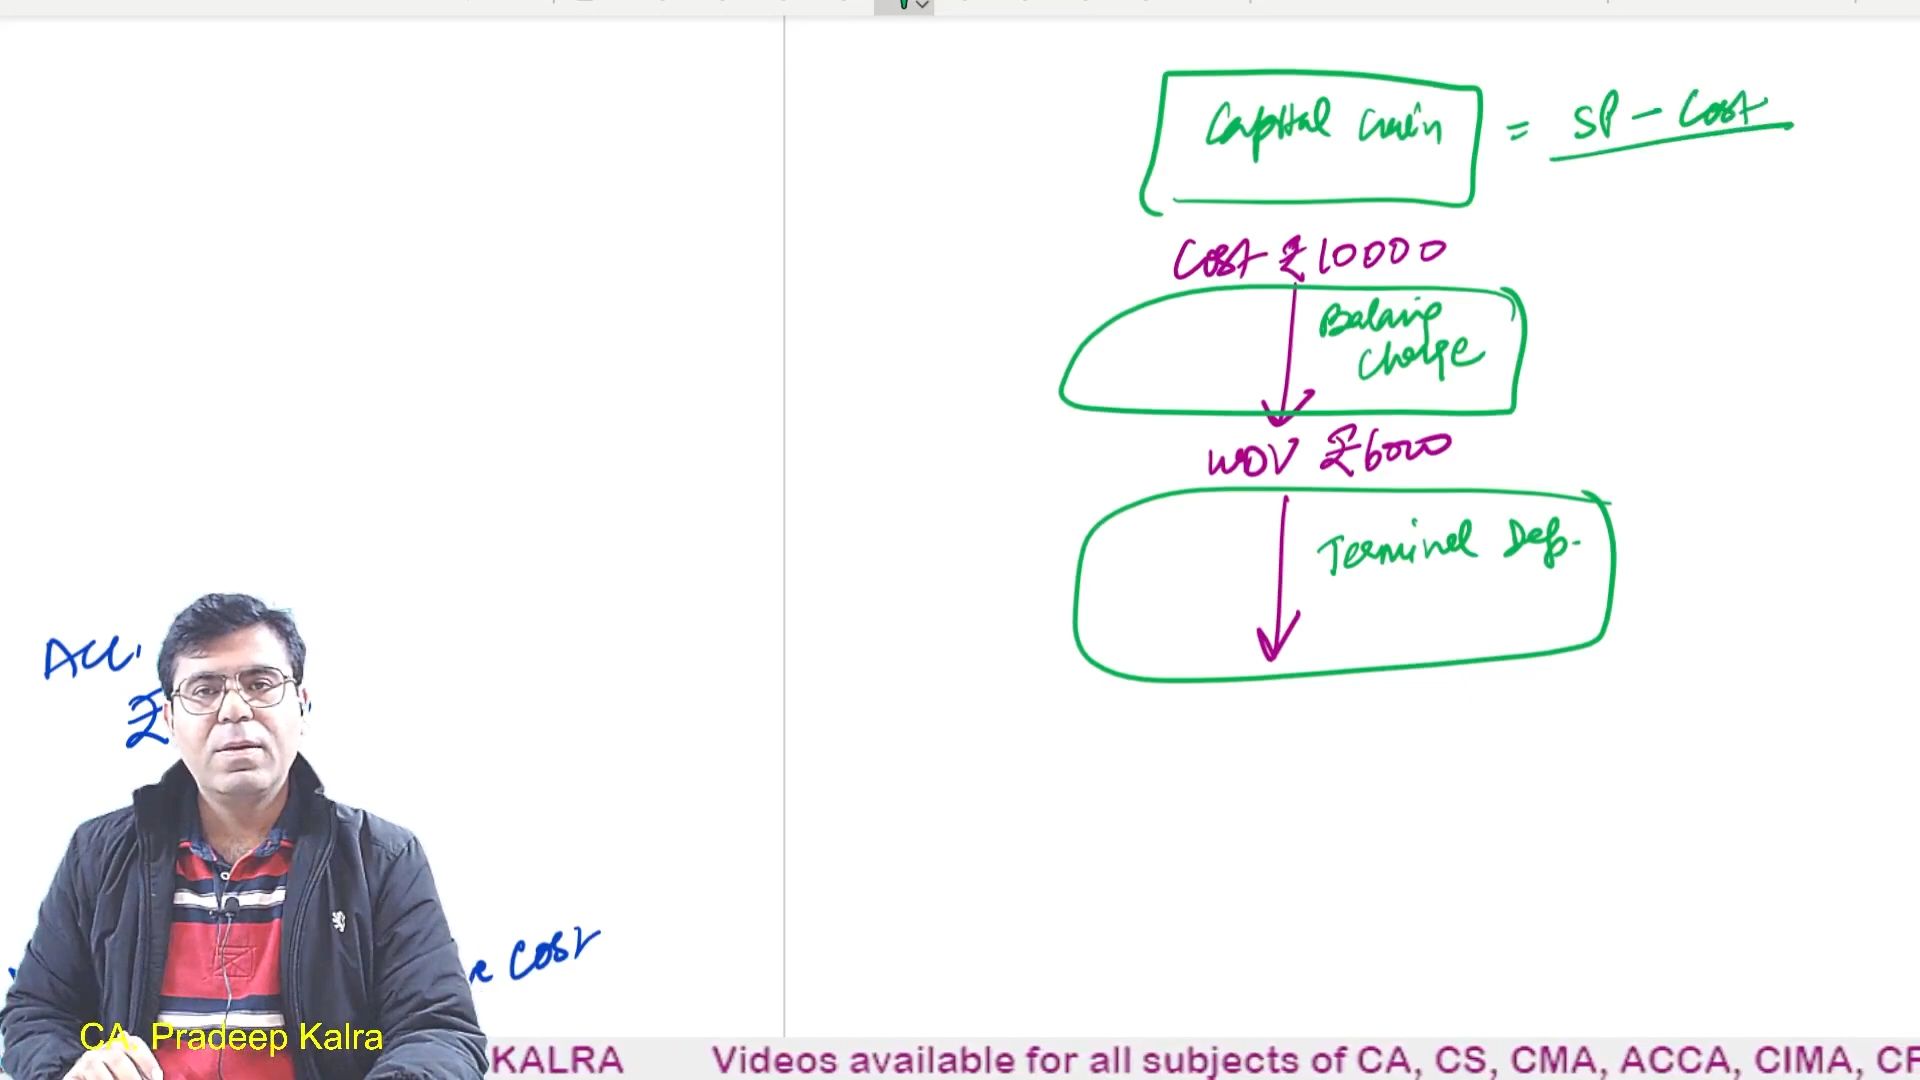 Capital Gain = SP - Cost
Cost ₹10000
Balancing
Charge
WDV ₹6000
Terminal Dep.
Acc.
₹
Cost
CA. Pradeep Kalra
KALRA Videos available for all subjects of CA, CS, CMA, ACCA, CIMA, CF